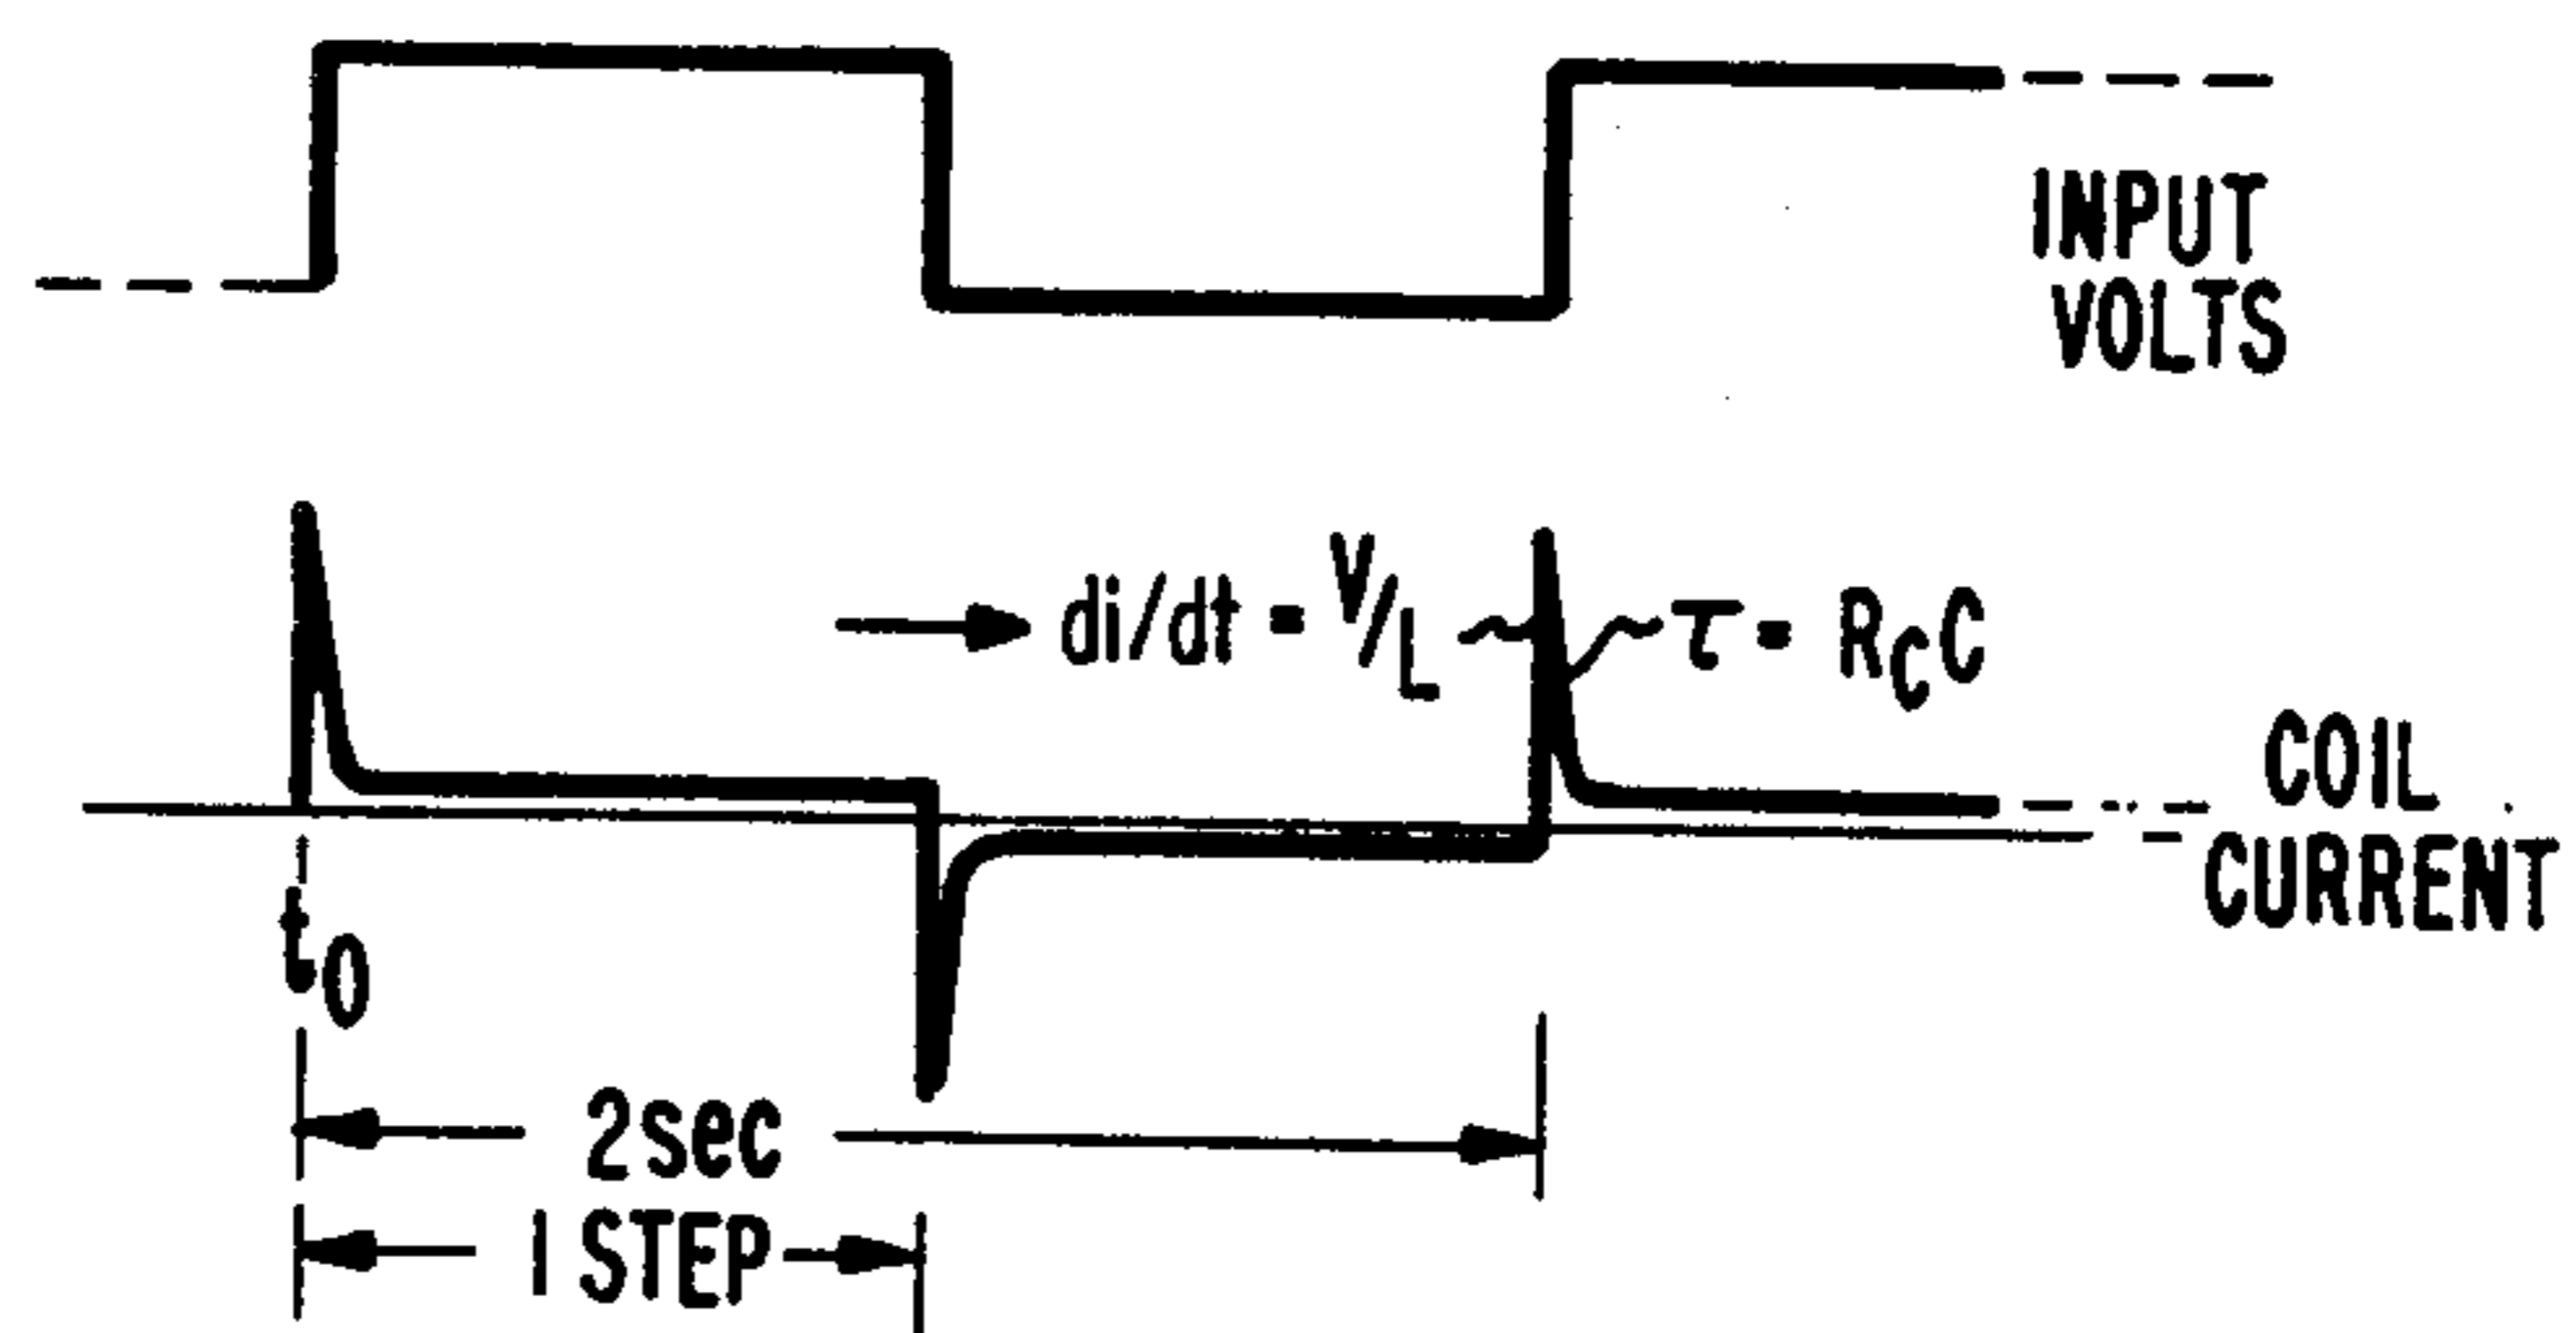 INPUT
VOLTS
di/dt = V/L
τ = RCC
COIL
CURRENT
t0
2sec
1 STEP